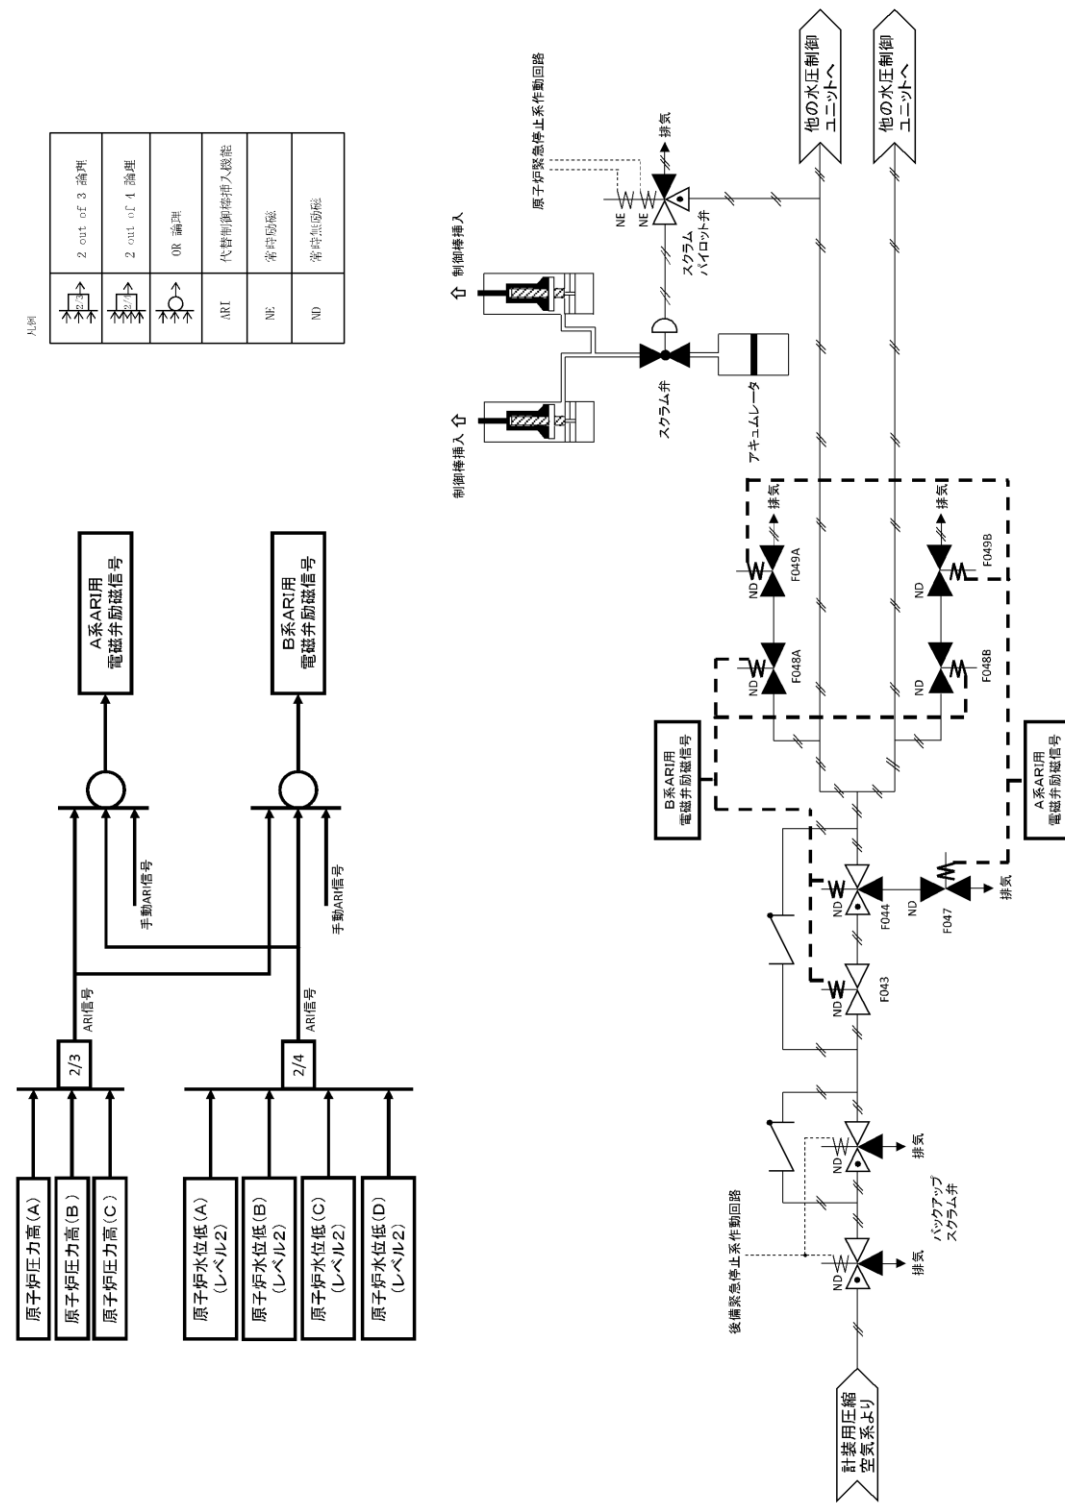 凡例
2/3
2 out of 3 論理
2/4
2 out of 4 論理
OR 論理
ARI
代替制御棒挿入機能
NE
常時励磁
ND
常時無励磁
原子炉圧力高(A)
原子炉圧力高(B)
原子炉圧力高(C)
2/3
ARI信号
原子炉水位低(A)
(レベル2)
原子炉水位低(B)
(レベル2)
原子炉水位低(C)
(レベル2)
原子炉水位低(D)
(レベル2)
2/4
ARI信号
手動ARI信号
手動ARI信号
A系ARI用
電磁弁励磁信号
B系ARI用
電磁弁励磁信号
制御棒挿入
制御棒挿入
原子炉緊急停止系作動回路
NE
NE
排気
スクラム
パイロット弁
スクラム弁
アキュムレータ
他の水圧制御
ユニットへ
他の水圧制御
ユニットへ
B系ARI用
電磁弁励磁信号
ND
F048A
ND
F049A
排気
ND
F048B
ND
F049B
排気
A系ARI用
電磁弁励磁信号
ND
F043
ND
F044
ND
F047
排気
後備緊急停止系作動回路
ND
排気
ND
排気
バックアップ
スクラム弁
計装用圧縮
空気系より